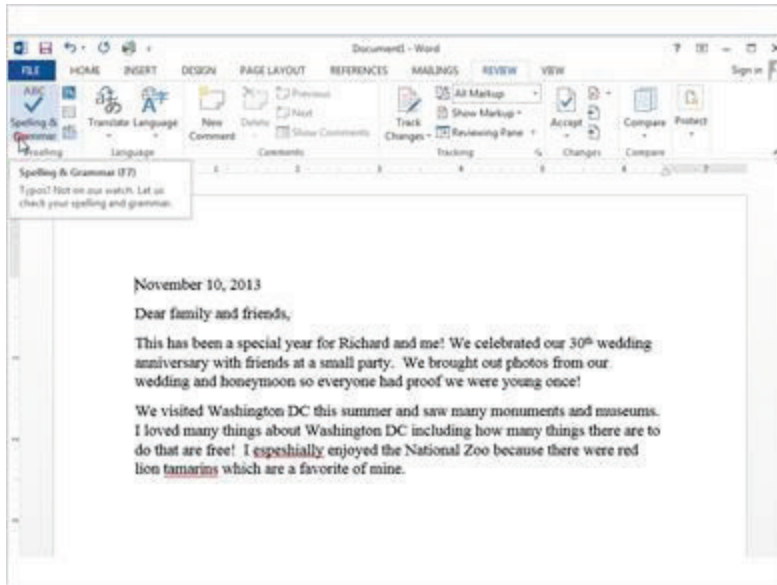 Document1 - Word
FILE HOME INSERT DESIGN PAGE LAYOUT REFERENCES MAILINGS REVIEW VIEW Sign in
ABC Spelling & Grammar
Translate Language
New Comment Delete Previous Next Show Comments
Track Changes All Markup Show Markup Reviewing Pane
Accept Compare Protect
Proofing Language Comments Tracking Changes Compare
Spelling & Grammar (F7)
Typos? Not on our watch. Let us
check your spelling and grammar.
November 10, 2013
Dear family and friends,
This has been a special year for Richard and me! We celebrated our 30th wedding
anniversary with friends at a small party. We brought out photos from our
wedding and honeymoon so everyone had proof we were young once!
We visited Washington DC this summer and saw many monuments and museums.
I loved many things about Washington DC including how many things there are to
do that are free! I espeshially enjoyed the National Zoo because there were red
lion tamarins which are a favorite of mine.